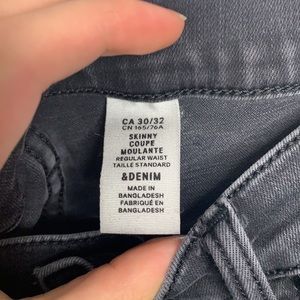 CA 30/32
CN 165/76A
SKINNY
COUPE
MOULANTE
REGULAR WAIST
TAILLE STANDARD
&DENIM
MADE IN
BANGLADESH
FABRIQUÉ EN
BANGLADESH